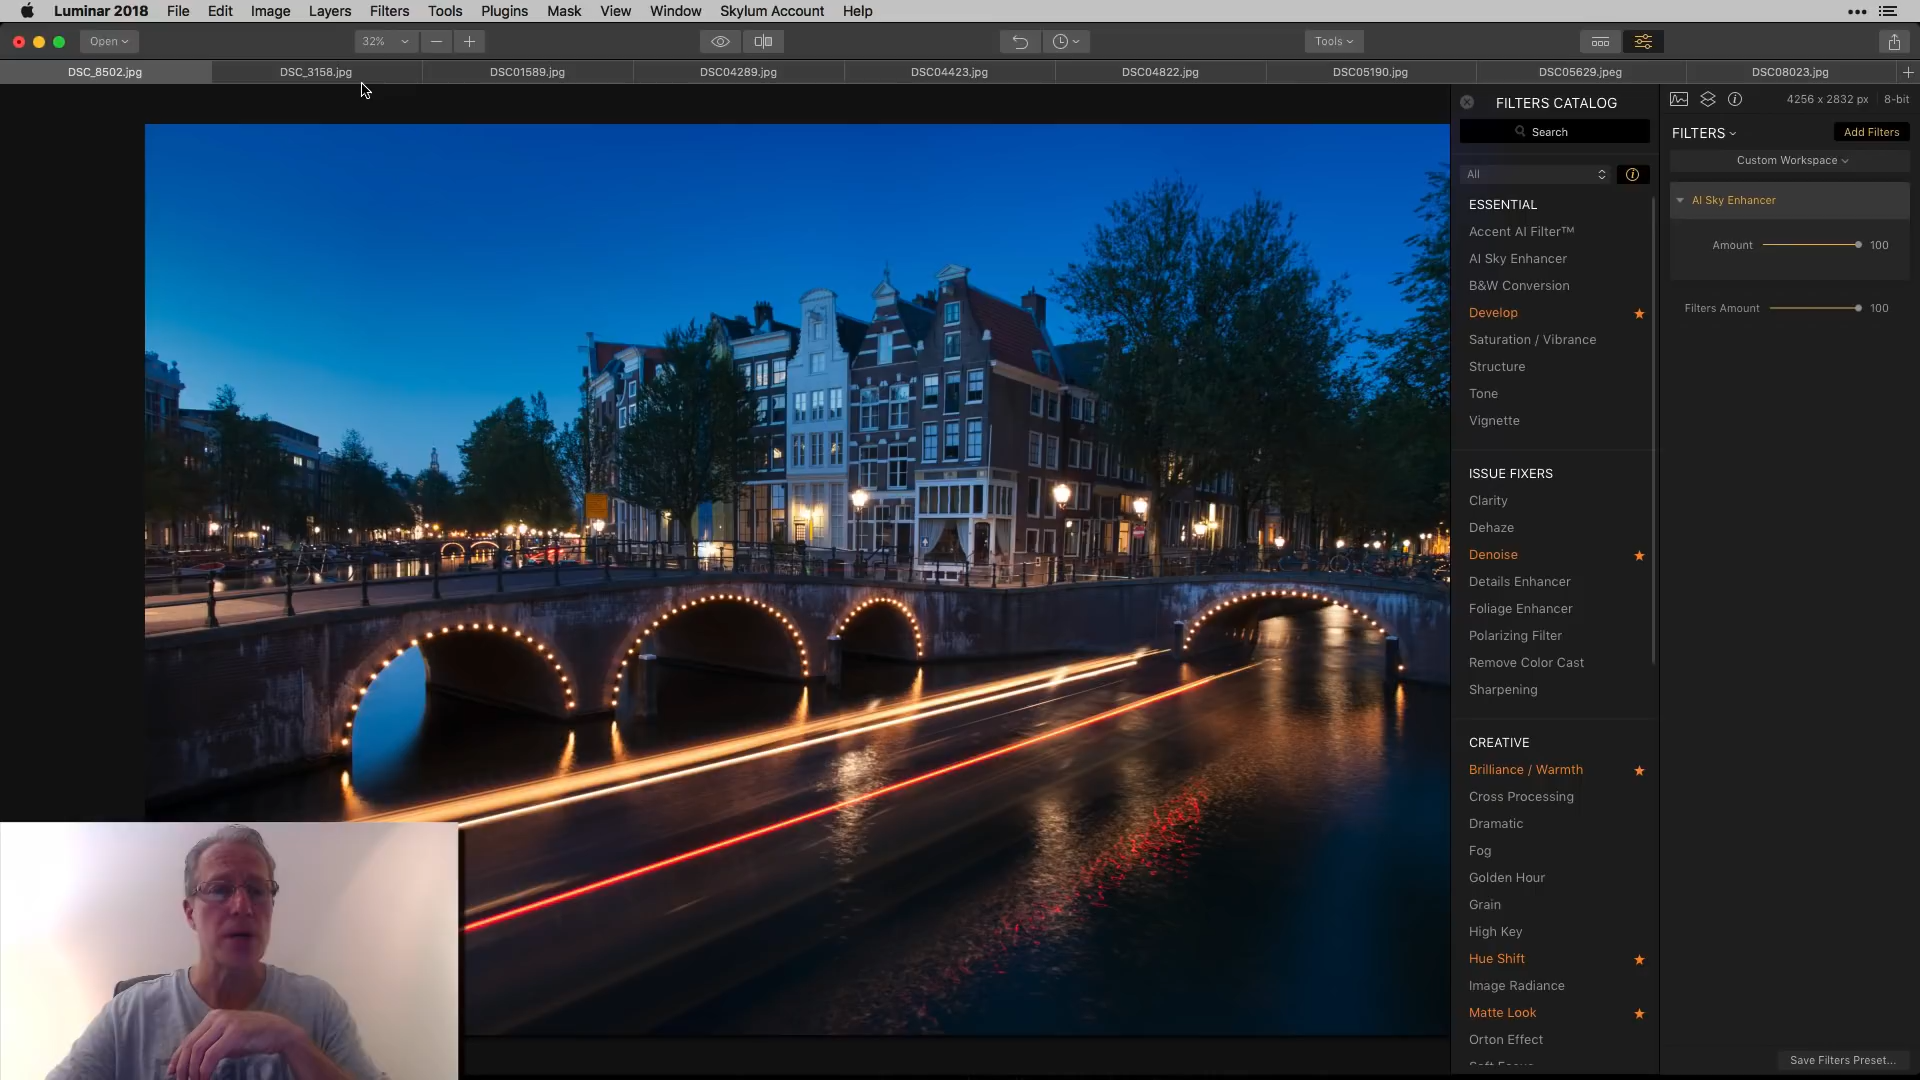 Luminar 2018 File Edit Image Layers Filters Tools Plugins Mask View Window Skylum Account Help
Open 32% Tools
DSC_8502.jpg DSC_3158.jpg DSC01589.jpg DSC04289.jpg DSC04423.jpg DSC04822.jpg DSC05190.jpg DSC05629.jpeg DSC08023.jpg
FILTERS CATALOG
Search
All
ESSENTIAL
Accent AI Filter™
AI Sky Enhancer
B&W Conversion
Develop
Saturation / Vibrance
Structure
Tone
Vignette
ISSUE FIXERS
Clarity
Dehaze
Denoise
Details Enhancer
Foliage Enhancer
Polarizing Filter
Remove Color Cast
Sharpening
CREATIVE
Brilliance / Warmth
Cross Processing
Dramatic
Fog
Golden Hour
Grain
High Key
Hue Shift
Image Radiance
Matte Look
Orton Effect
Soft Focus
4256 x 2832 px 8-bit
FILTERS Add Filters
Custom Workspace
AI Sky Enhancer
Amount 100
Filters Amount 100
Save Filters Preset...